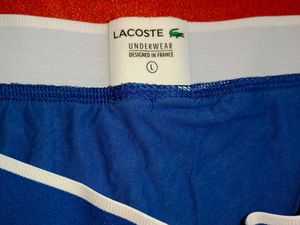 LACOSTE
UNDERWEAR
DESIGNED IN FRANCE
L